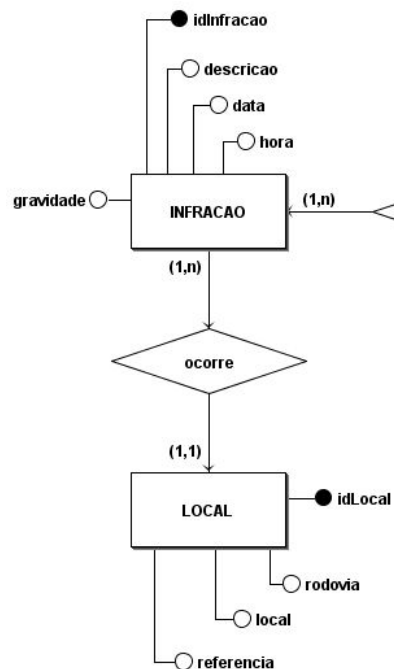 idInfracao
descricao
data
hora
gravidade
INFRACAO
(1,n)
(1,n)
ocorre
(1,1)
LOCAL
idLocal
rodovia
local
referencia